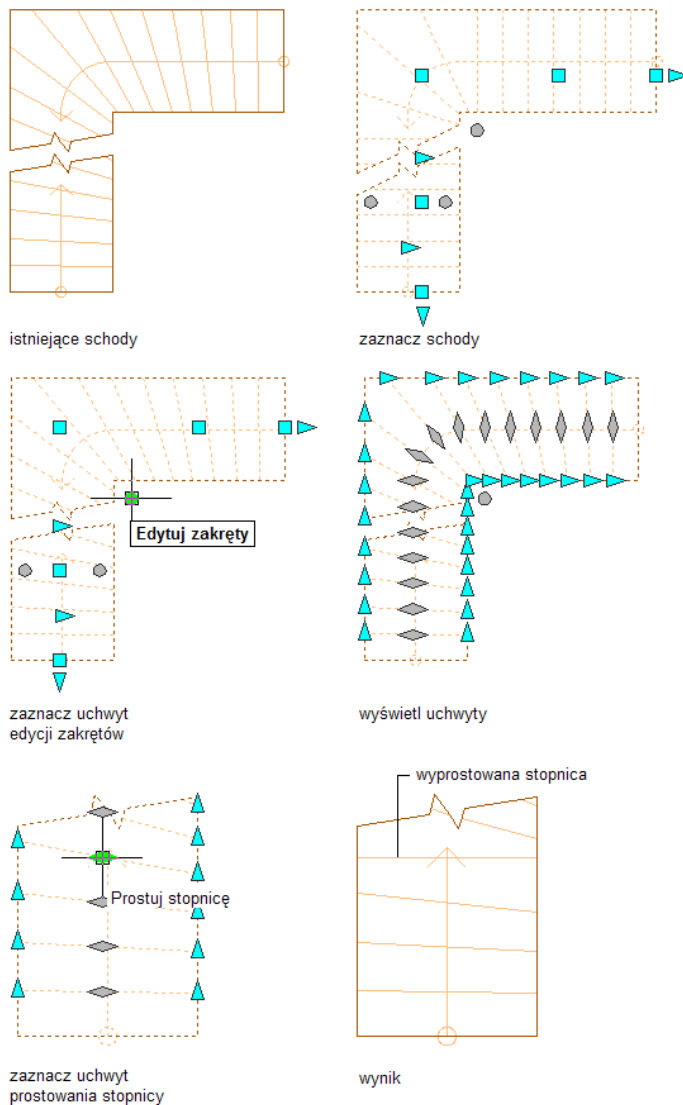 istniejące schody
zaznacz schody
Edytuj zakręty
zaznacz uchwyt
edycji zakrętów
wyświetl uchwyty
wyprostowana stopnica
Prostuj stopnicę
zaznacz uchwyt
prostowania stopnicy
wynik